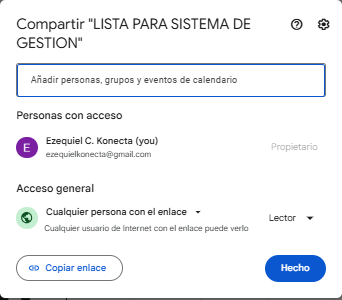 Compartir "LISTA PARA SISTEMA DE
GESTION"
Añadir personas, grupos y eventos de calendario
Personas con acceso
E
Ezequiel C. Konecta (you)
ezequielkonecta@gmail.com
Propietario
Acceso general
Cualquier persona con el enlace
Cualquier usuario de Internet con el enlace puede verlo
Lector
Copiar enlace
Hecho